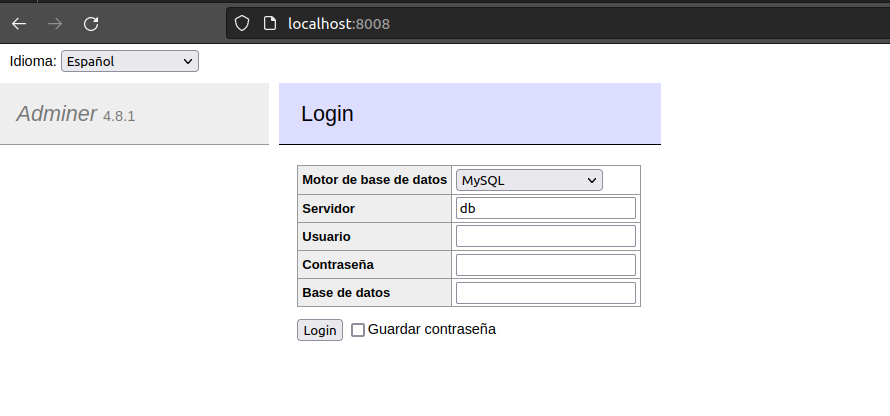 localhost:8008
Idioma: Español
Adminer 4.8.1
Login
Motor de base de datos MySQL
Servidor db
Usuario
Contraseña
Base de datos
Login Guardar contraseña